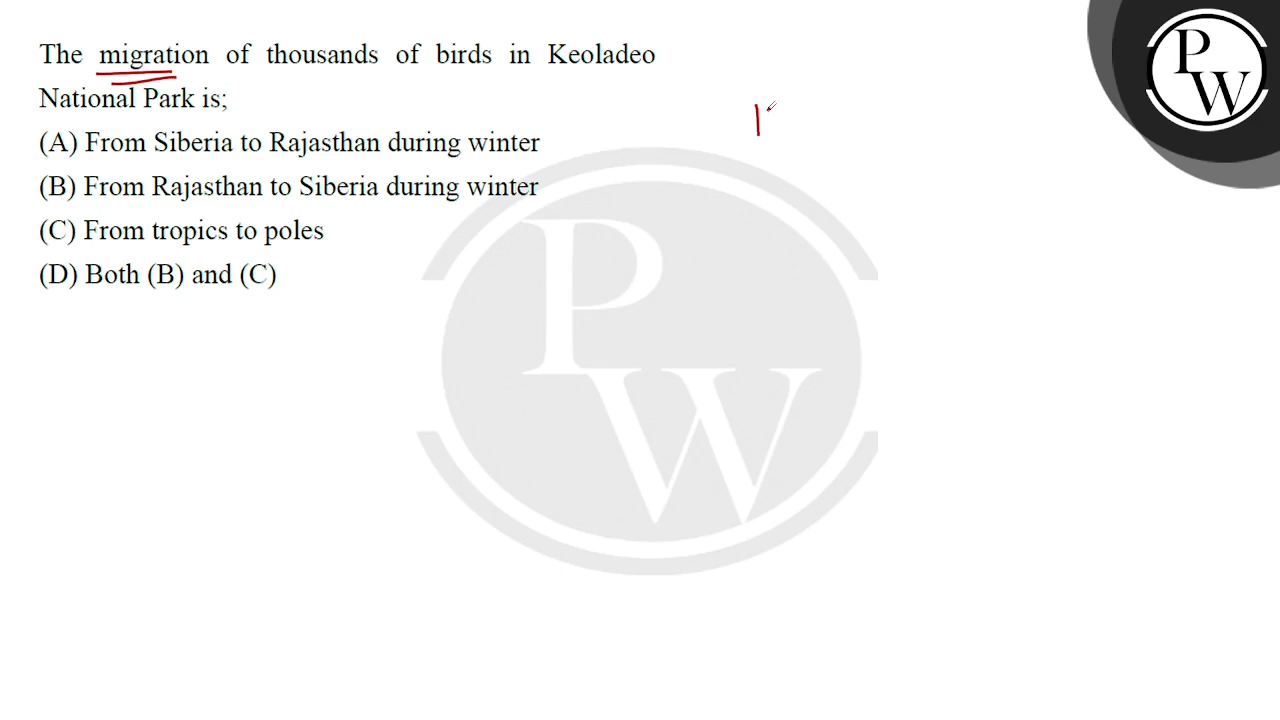 The migration of thousands of birds in Keoladeo
National Park is;
(A) From Siberia to Rajasthan during winter
(B) From Rajasthan to Siberia during winter
(C) From tropics to poles
(D) Both (B) and (C)
P
W
P
W